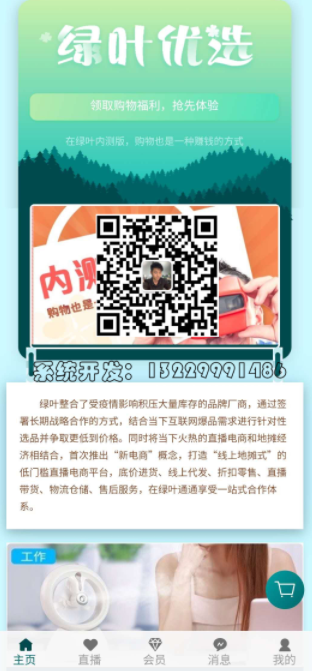 绿叶优选
领取购物福利，抢先体验
在绿叶内测版，购物也是一种赚钱的方式
内测
购物也是
系统开发：13229991486
绿叶整合了受疫情影响积压大量库存的品牌厂商，通过签
署长期战略合作的方式，结合当下互联网爆品需求进行针对性
选品并争取更低到价格。同时将当下火热的直播电商和地摊经
济相结合，首次推出“新电商”概念，打造“线上地摊式”的
低门槛直播电商平台，底价进货、线上代发、折扣零售、直播
带货、物流仓储、售后服务，在绿叶通通享受一站式合作体
系。
工作
主页 直播 会员 消息 我的